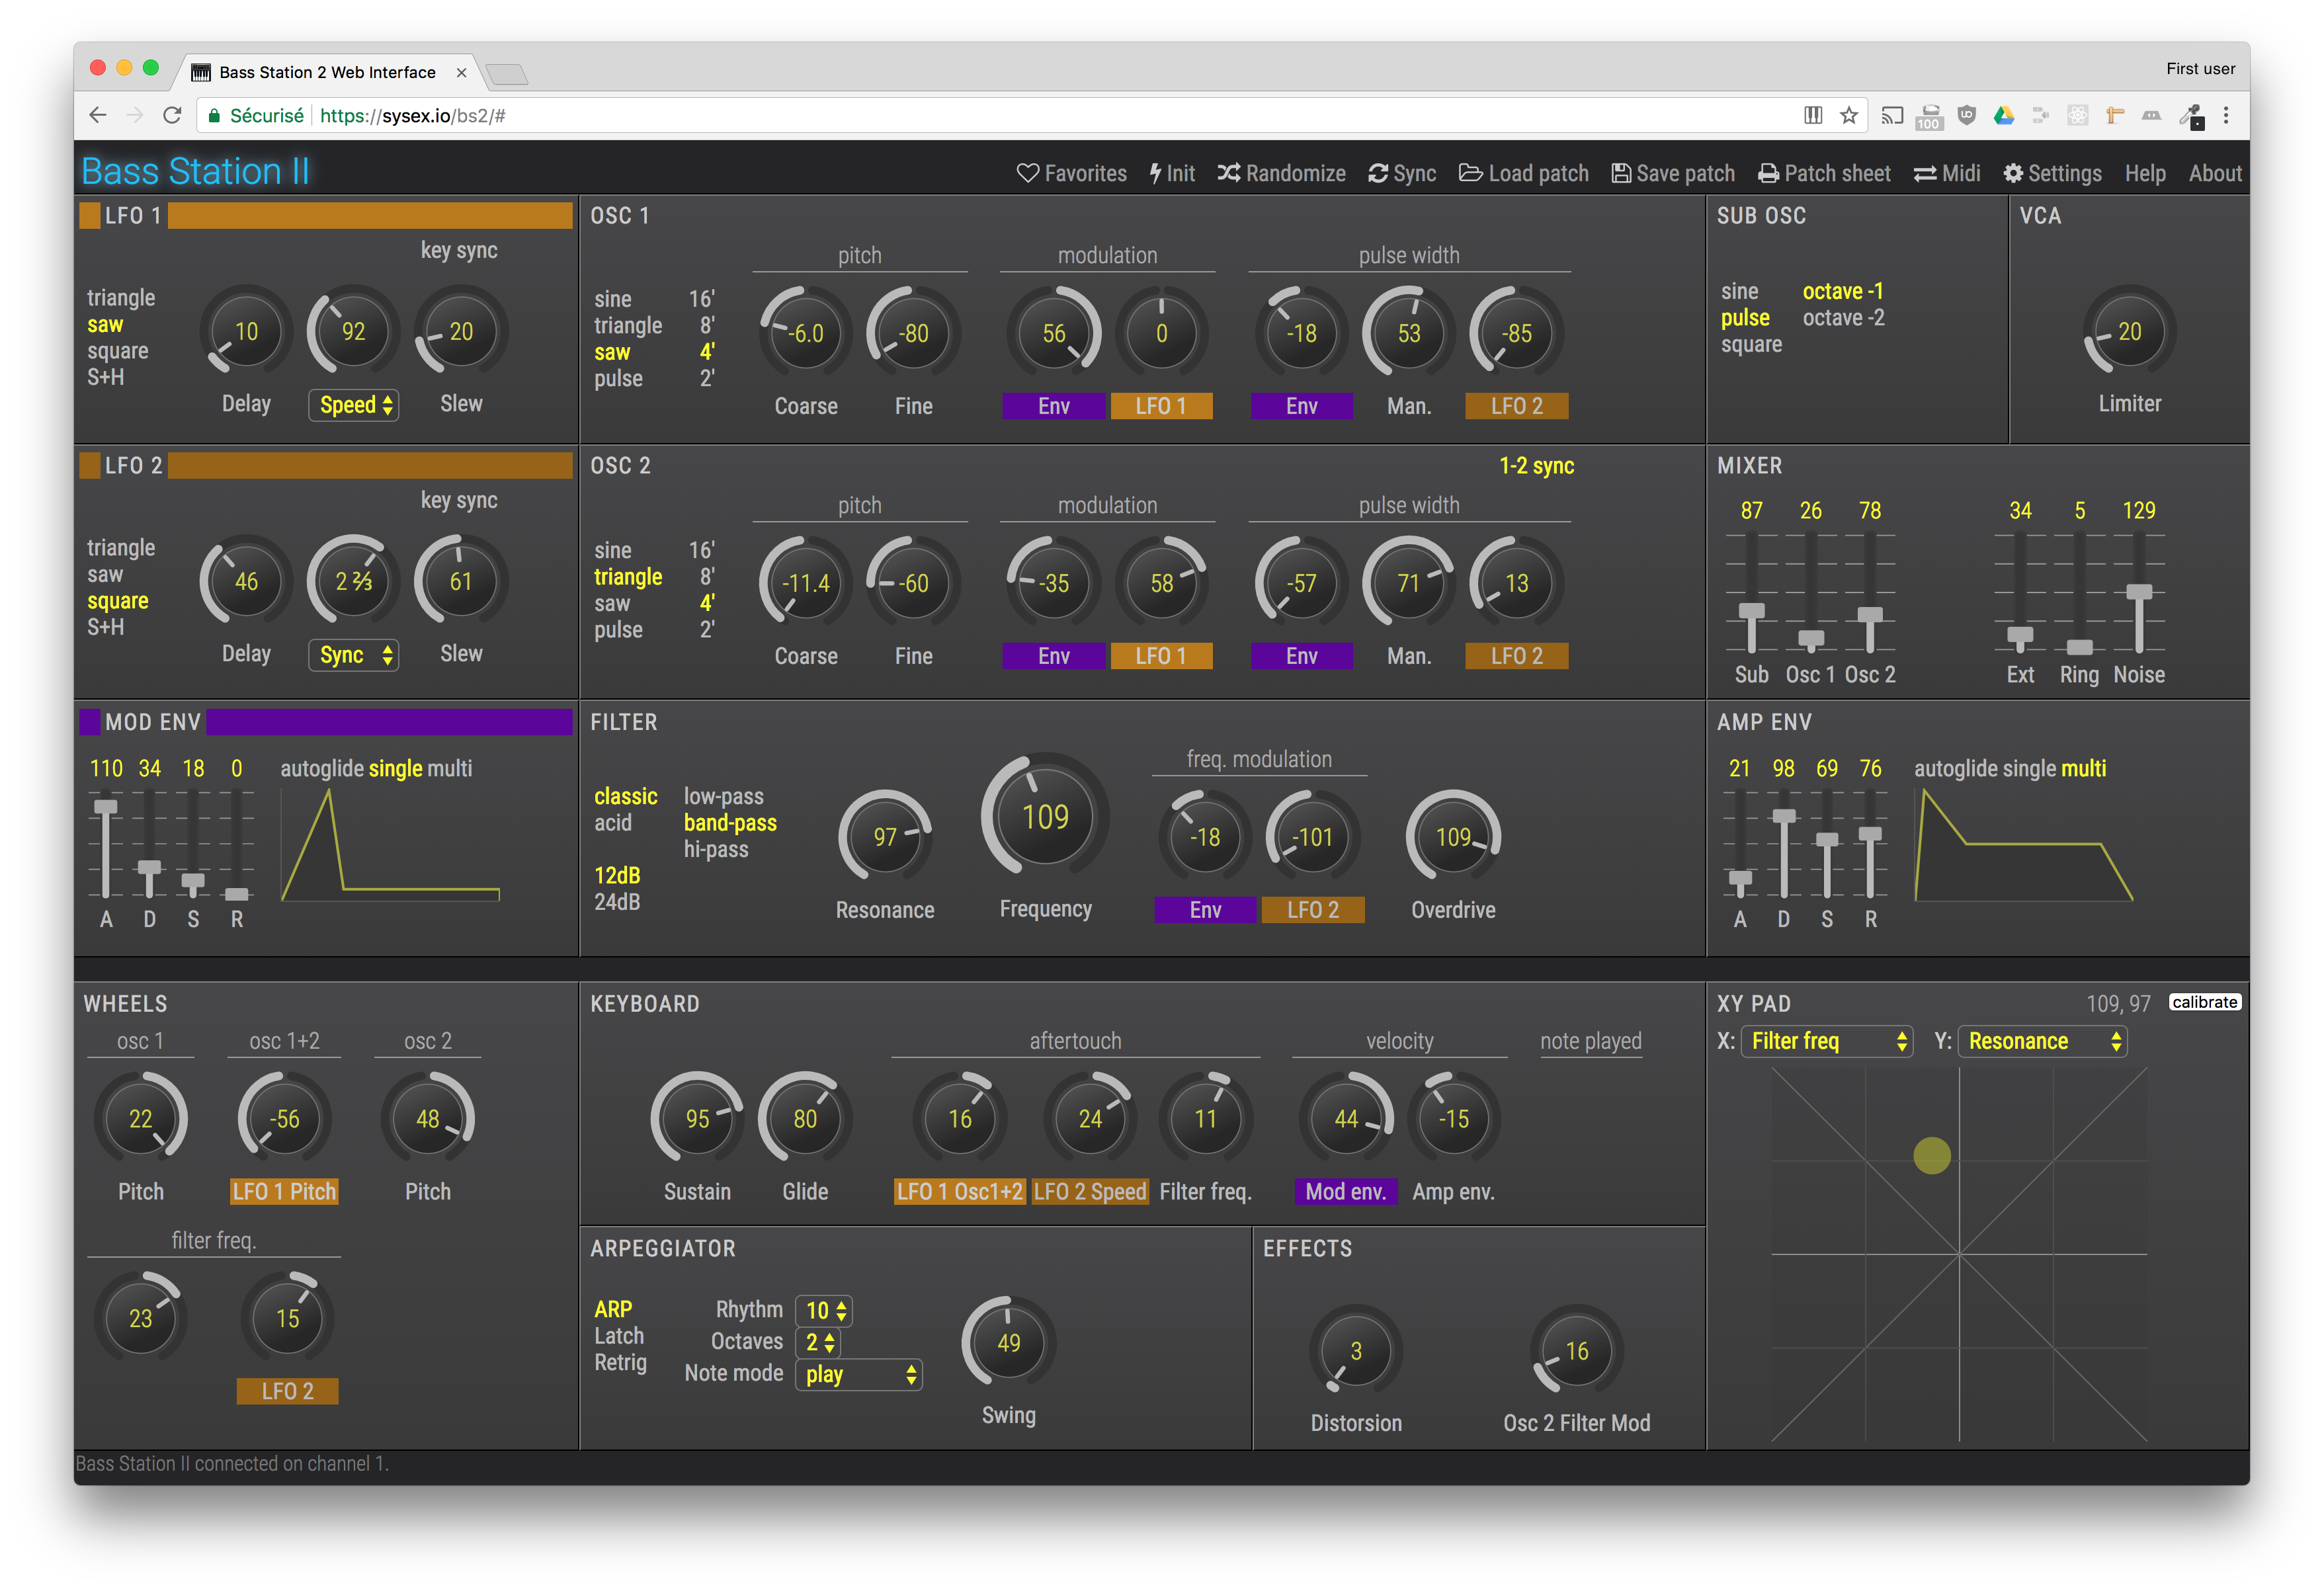 Bass Station 2 Web Interface
First user
Sécurisé https://sysex.io/bs2/#
100
Bass Station II
Favorites Init Randomize Sync Load patch Save patch Patch sheet Midi Settings Help About
LFO 1
key sync
triangle
saw
square
S+H
10 92 20
Delay Speed Slew
OSC 1
pitch modulation pulse width
sine 16'
triangle 8'
saw 4'
pulse 2'
-6.0 -80 56 0 -18 53 -85
Coarse Fine Env LFO 1 Env Man. LFO 2
SUB OSC
sine octave -1
pulse octave -2
square
VCA
20
Limiter
LFO 2
key sync
triangle
saw
square
S+H
46 2 ⅔ 61
Delay Sync Slew
OSC 2
1-2 sync
pitch modulation pulse width
sine 16'
triangle 8'
saw 4'
pulse 2'
-11.4 -60 -35 58 -57 71 13
Coarse Fine Env LFO 1 Env Man. LFO 2
MIXER
87 26 78 34 5 129
Sub Osc 1 Osc 2 Ext Ring Noise
MOD ENV
110 34 18 0
autoglide single multi
A D S R
FILTER
freq. modulation
classic low-pass
acid band-pass
hi-pass
12dB
24dB
97 109 -18 -101 109
Resonance Frequency Env LFO 2 Overdrive
AMP ENV
21 98 69 76
autoglide single multi
A D S R
WHEELS
osc 1 osc 1+2 osc 2
22 -56 48
Pitch LFO 1 Pitch Pitch
filter freq.
23 15
LFO 2
KEYBOARD
aftertouch velocity note played
95 80 16 24 11 44 -15
Sustain Glide LFO 1 Osc1+2 LFO 2 Speed Filter freq. Mod env. Amp env.
ARPEGGIATOR
ARP
Latch
Retrig
Rhythm 10
Octaves 2
Note mode play
49
Swing
EFFECTS
3 16
Distorsion Osc 2 Filter Mod
XY PAD
109, 97 calibrate
X: Filter freq Y: Resonance
Bass Station II connected on channel 1.